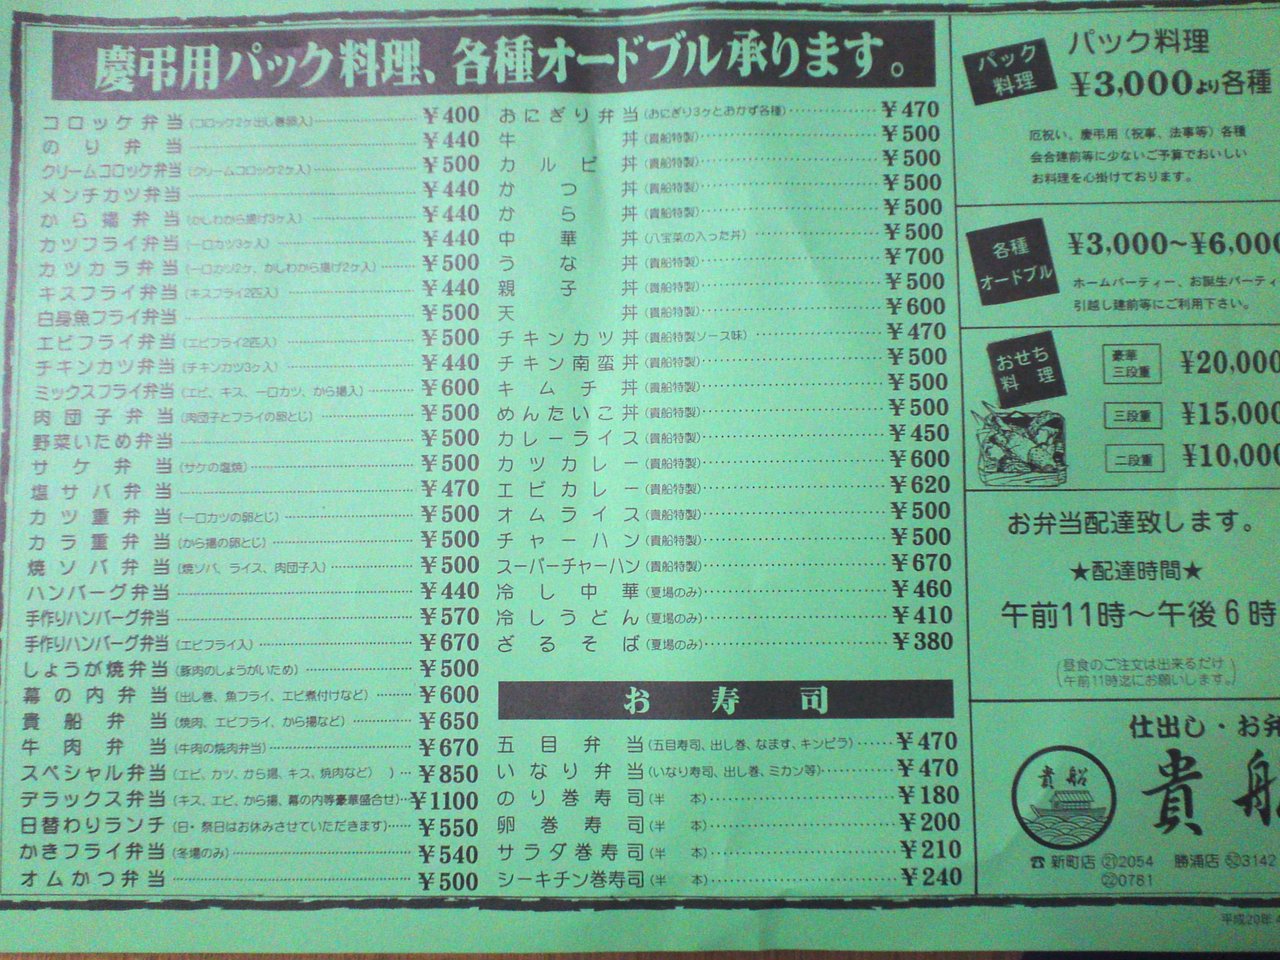 慶弔用パック料理、各種オードブル承ります。
コロッケ弁当(コロッケ2ヶ出し巻頭入) ¥400
のり弁当 ¥440
クリームコロッケ弁当(クリームコロッケ2ヶ入) ¥500
メンチカツ弁当 ¥440
から揚弁当(かしわから揚げ3ヶ入) ¥440
カツフライ弁当(一口カツ3ヶ入) ¥440
カツカラ弁当(一口カツ2ヶ、かしわから揚げ2ヶ入) ¥500
キスフライ弁当(キスフライ2匹入) ¥440
白身魚フライ弁当 ¥500
エビフライ弁当(エビフライ2匹入) ¥500
チキンカツ弁当(チキンカツ3ヶ入) ¥440
ミックスフライ弁当(エビ、キス、一口カツ、から揚入) ¥600
肉団子弁当(肉団子とフライの卵とじ) ¥500
野菜いため弁当 ¥500
サケ弁当(サケの塩焼) ¥500
塩サバ弁当 ¥470
カツ重弁当(一口カツの卵とじ) ¥500
カラ重弁当(から揚の卵とじ) ¥500
焼ソバ弁当(焼ソバ、ライス、肉団子入) ¥500
ハンバーグ弁当 ¥440
手作りハンバーグ弁当 ¥570
手作りハンバーグ弁当(エビフライ入) ¥670
しょうが焼弁当(豚肉のしょうがいため) ¥500
幕の内弁当(出し巻、魚フライ、エビ煮付けなど) ¥600
貴船弁当(焼肉、エビフライ、から揚など) ¥650
牛肉弁当(牛肉の焼肉弁当) ¥670
スペシャル弁当(エビ、カツ、から揚、キス、焼肉など) ) ¥850
デラックス弁当(キス、エビ、から揚、幕の内等豪華盛合せ) ¥1100
日替わりランチ(日・祭日はお休みさせていただきます) ¥550
かきフライ弁当(冬場のみ) ¥540
オムかつ弁当 ¥500
おにぎり弁当(おにぎり3ヶとおかず各種) ¥470
牛丼(貴船特製) ¥500
カルビ丼(貴船特製) ¥500
かつ丼(貴船特製) ¥500
から丼(貴船特製) ¥500
中華丼(八宝菜の入った丼) ¥500
うな丼(貴船特製) ¥700
親子丼(貴船特製) ¥500
天丼(貴船特製) ¥600
チキンカツ丼(貴船特製ソース味) ¥470
チキン南蛮丼(貴船特製) ¥500
キムチ丼(貴船特製) ¥500
めんたいこ丼(貴船特製) ¥500
カレーライス(貴船特製) ¥450
カツカレー(貴船特製) ¥600
エビカレー(貴船特製) ¥620
オムライス(貴船特製) ¥500
チャーハン(貴船特製) ¥500
スーパーチャーハン(貴船特製) ¥670
冷し中華(夏場のみ) ¥460
冷しうどん(夏場のみ) ¥410
ざるそば(夏場のみ) ¥380
お寿司
五目弁当(五目寿司、出し巻、なます、キンピラ) ¥470
いなり弁当(いなり寿司、出し巻、ミカン等) ¥470
のり巻寿司(半本) ¥180
卵巻寿司(半本) ¥200
サラダ巻寿司(半本) ¥210
シーキチン巻寿司(半本) ¥240
パック料理
パック料理
¥3,000より各種
厄祝い、慶弔用(祝事、法事等)各種
会合建前等に少ないご予算でおいしい
お料理を心掛けております。
各種オードブル
¥3,000〜¥6,000
ホームパーティー、お誕生パーティ
引越し建前等にご利用下さい。
おせち料理
豪華三段重 ¥20,000
三段重 ¥15,000
二段重 ¥10,000
お弁当配達致します。
★配達時間★
午前11時〜午後6時
(昼食のご注文は出来るだけ
午前11時迄にお願いします。)
仕出し・お弁
貴船
貴船
☎新町店 ㉑2054 勝浦店 52 3142
㉒0781
平成20年